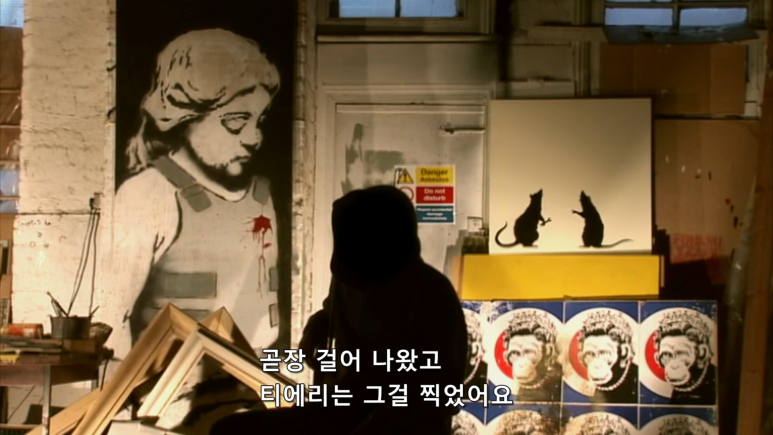 Danger
Asbestos
Do not
disturb
곧장 걸어 나왔고
티에리는 그걸 찍었어요